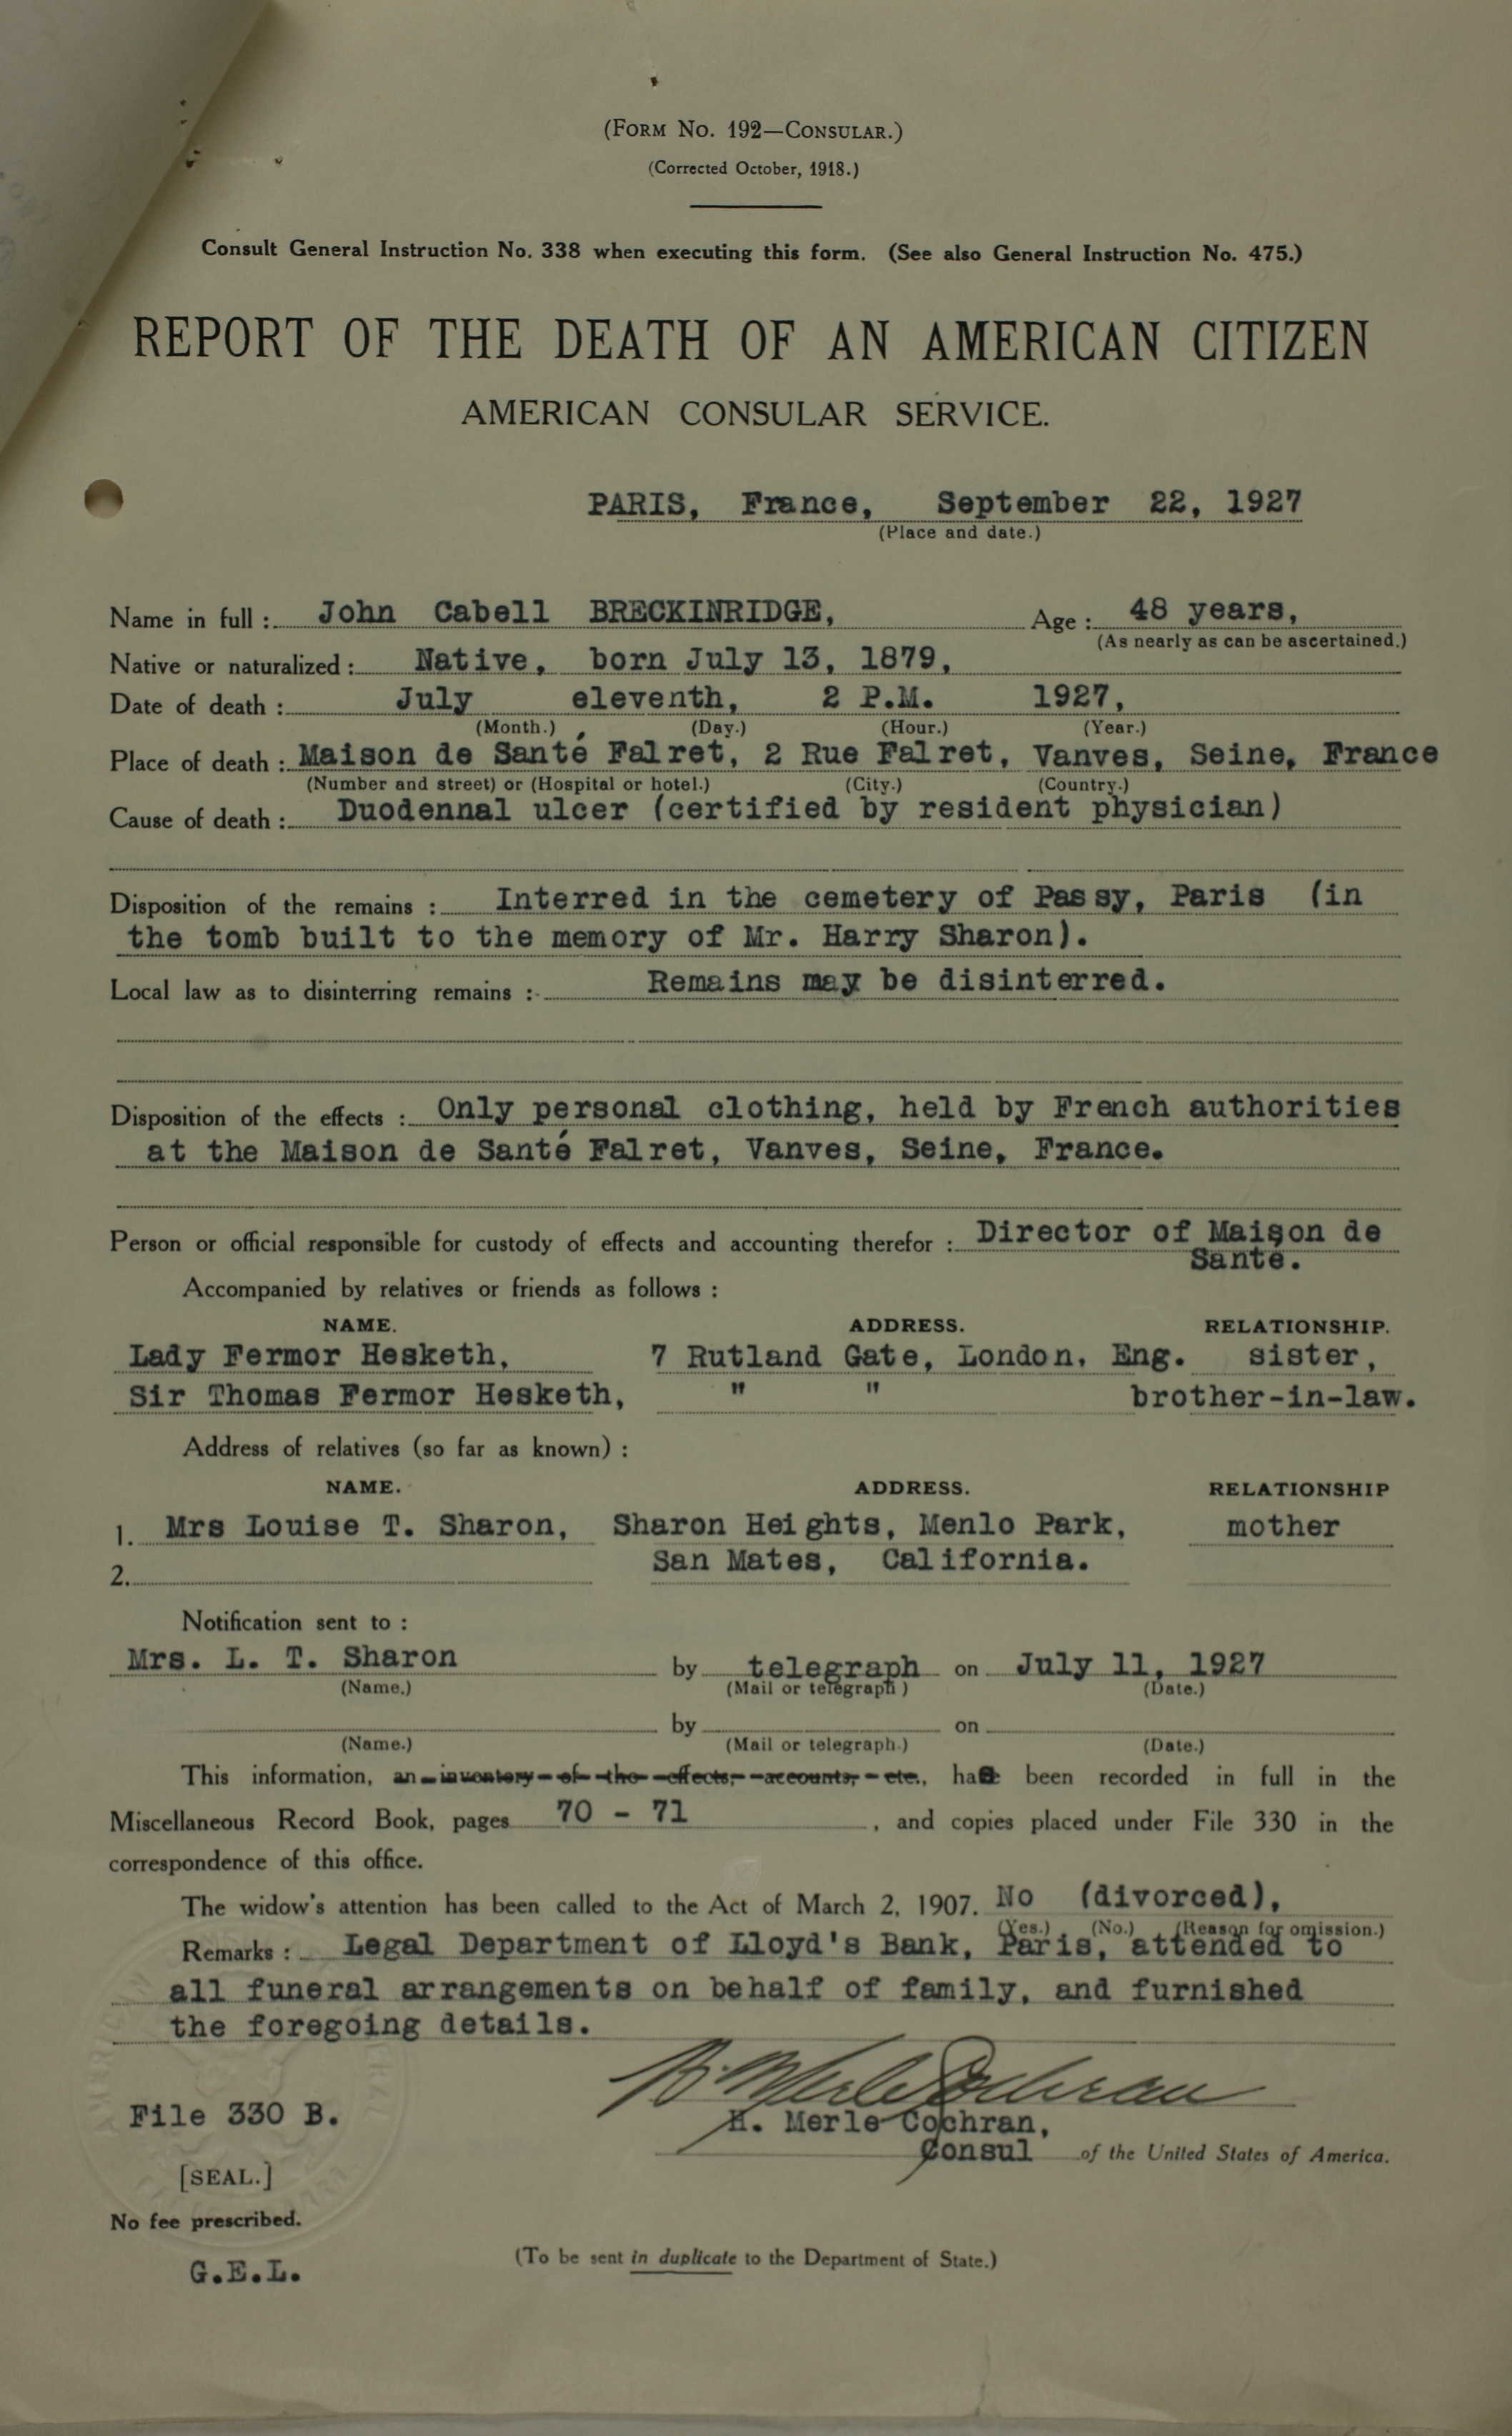 (FORM No. 192—CONSULAR.)
(Corrected October, 1918.)
Consult General Instruction No. 338 when executing this form. (See also General Instruction No. 475.)
REPORT OF THE DEATH OF AN AMERICAN CITIZEN
AMERICAN CONSULAR SERVICE.
PARIS, France, September 22, 1927
(Place and date.)
Name in full : John Cabell BRECKINRIDGE, Age : 48 years,
(As nearly as can be ascertained.)
Native or naturalized : Native, born July 13, 1879,
Date of death : July eleventh, 2 P.M. 1927,
(Month.) (Day.) (Hour.) (Year.)
Place of death : Maison de Santé Falret, 2 Rue Falret, Vanves, Seine, France
(Number and street) or (Hospital or hotel.) (City.) (Country.)
Cause of death : Duodennal ulcer (certified by resident physician)
Disposition of the remains : Interred in the cemetery of Passy, Paris (in
the tomb built to the memory of Mr. Harry Sharon).
Local law as to disinterring remains : Remains may be disinterred.
Disposition of the effects : Only personal clothing, held by French authorities
at the Maison de Santé Falret, Vanves, Seine, France.
Person or official responsible for custody of effects and accounting therefor : Director of Maison de
Santé.
Accompanied by relatives or friends as follows :
NAME. ADDRESS. RELATIONSHIP.
Lady Fermor Hesketh, 7 Rutland Gate, London, Eng. sister,
Sir Thomas Fermor Hesketh, " " brother-in-law.
Address of relatives (so far as known) :
NAME. ADDRESS. RELATIONSHIP
1. Mrs Louise T. Sharon, Sharon Heights, Menlo Park, mother
2. San Mates, California.
Notification sent to :
Mrs. L. T. Sharon by telegraph on July 11, 1927
(Name.) (Mail or telegraph) (Date.)
by on
(Name.) (Mail or telegraph.) (Date.)
This information, an inventory of the effects, accounts, etc., has been recorded in full in the
Miscellaneous Record Book, pages 70 - 71 , and copies placed under File 330 in the
correspondence of this office.
The widow's attention has been called to the Act of March 2, 1907. No (divorced),
(Yes.) (No.) (Reason for omission.)
Remarks : Legal Department of Lloyd's Bank, Paris, attended to
all funeral arrangements on behalf of family, and furnished
the foregoing details.
H. Merle Cochran
H. Merle Cochran,
File 330 B.
Consul of the United States of America.
[SEAL.]
No fee prescribed.
(To be sent in duplicate to the Department of State.)
G.E.L.